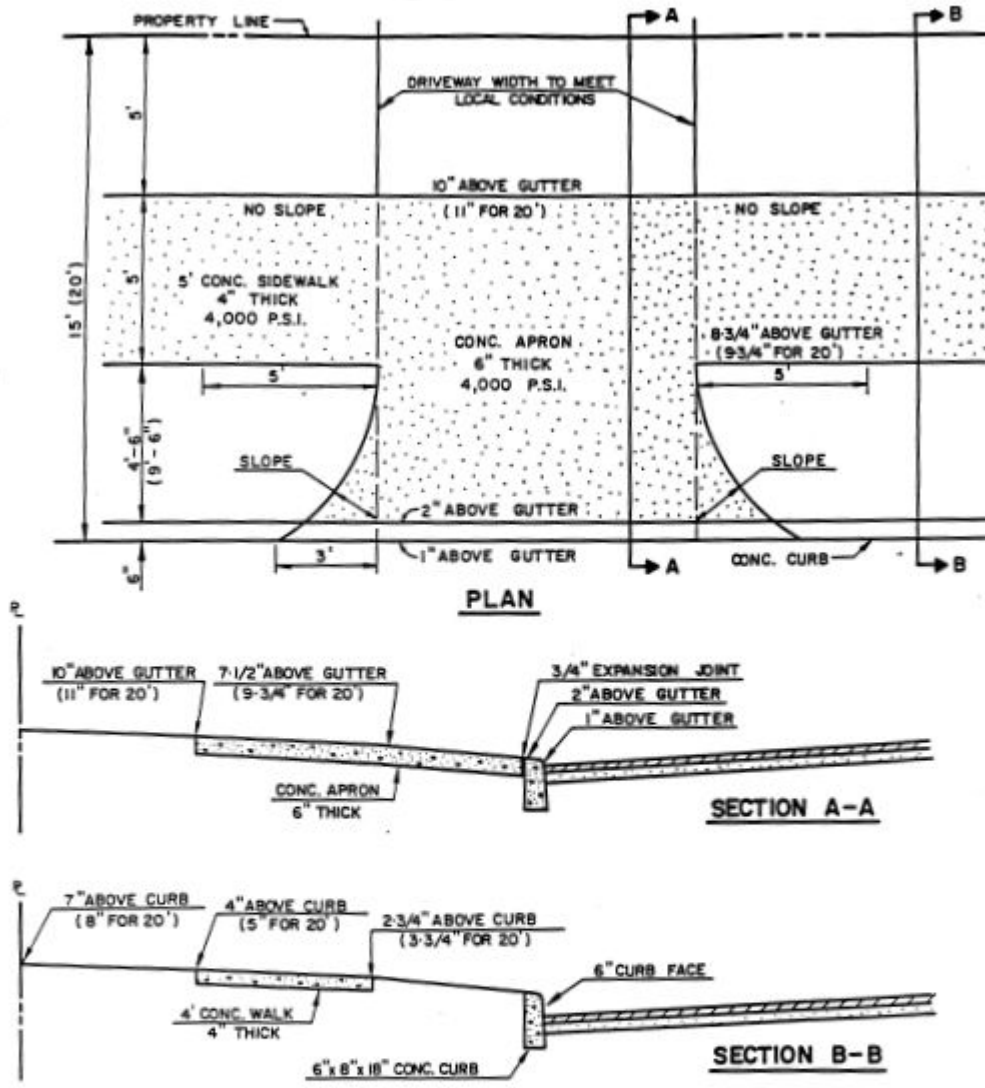 PROPERTY LINE
A
B
DRIVEWAY WIDTH TO MEET
LOCAL CONDITIONS
5'
10" ABOVE GUTTER
(11" FOR 20')
NO SLOPE
NO SLOPE
15' (20')
5'
5' CONC. SIDEWALK
4" THICK
4,000 P.S.I.
CONC. APRON
6" THICK
4,000 P.S.I.
8-3/4" ABOVE GUTTER
(9-3/4" FOR 20')
5'
5'
4'-6"
(9'-6")
SLOPE
SLOPE
2" ABOVE GUTTER
6"
3'
1" ABOVE GUTTER
A
CONC. CURB
B
PLAN
PL
10" ABOVE GUTTER
(11" FOR 20')
7-1/2" ABOVE GUTTER
(9-3/4" FOR 20')
3/4" EXPANSION JOINT
2" ABOVE GUTTER
1" ABOVE GUTTER
CONC. APRON
6" THICK
SECTION A-A
PL
7" ABOVE CURB
(8" FOR 20')
4" ABOVE CURB
(5" FOR 20')
2-3/4" ABOVE CURB
(3-3/4" FOR 20')
6" CURB FACE
4' CONC. WALK
4" THICK
6" x 8" x 18" CONC. CURB
SECTION B-B